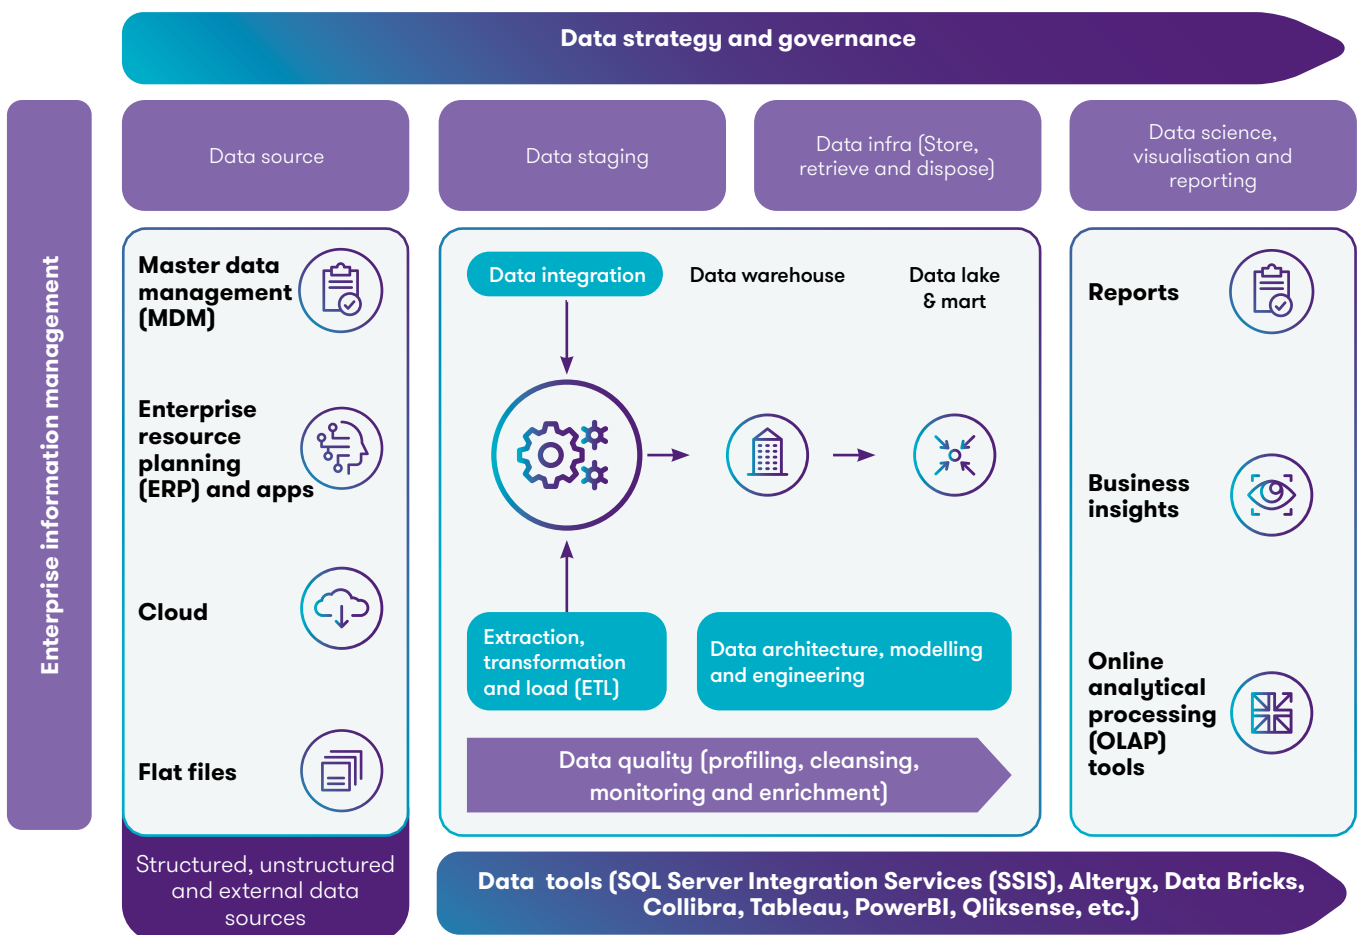 Data strategy and governance
Enterprise information management
Data source
Data staging
Data infra (Store,
retrieve and dispose)
Data science,
visualisation and
reporting
Master data
management
(MDM)
Enterprise
resource
planning
(ERP) and apps
Cloud
Flat files
Structured, unstructured
and external data
sources
Data integration
Data warehouse
Data lake
& mart
Extraction,
transformation
and load (ETL)
Data architecture, modelling
and engineering
Data quality (profiling, cleansing,
monitoring and enrichment)
Reports
Business
insights
Online
analytical
processing
(OLAP)
tools
Data tools (SQL Server Integration Services (SSIS), Alteryx, Data Bricks,
Collibra, Tableau, PowerBI, Qliksense, etc.)